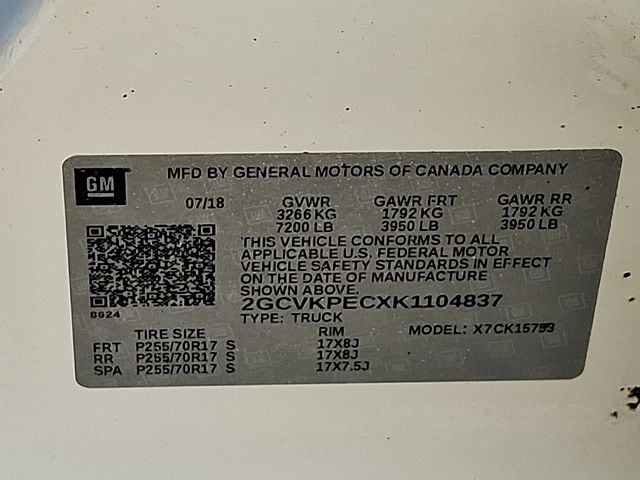 GM
MFD BY GENERAL MOTORS OF CANADA COMPANY
07/18 GVWR GAWR FRT GAWR RR
3266 KG 1792 KG 1792 KG
7200 LB 3950 LB 3950 LB
THIS VEHICLE CONFORMS TO ALL
APPLICABLE U.S. FEDERAL MOTOR
VEHICLE SAFETY STANDARDS IN EFFECT
ON THE DATE OF MANUFACTURE
SHOWN ABOVE.
2GCVKPECXK1104837
TYPE: TRUCK
TIRE SIZE RIM MODEL:
FRT P255/70R17 S 17X8J
RR P255/70R17 S 17X8J
SPA P255/70R17 S 17X7.5J